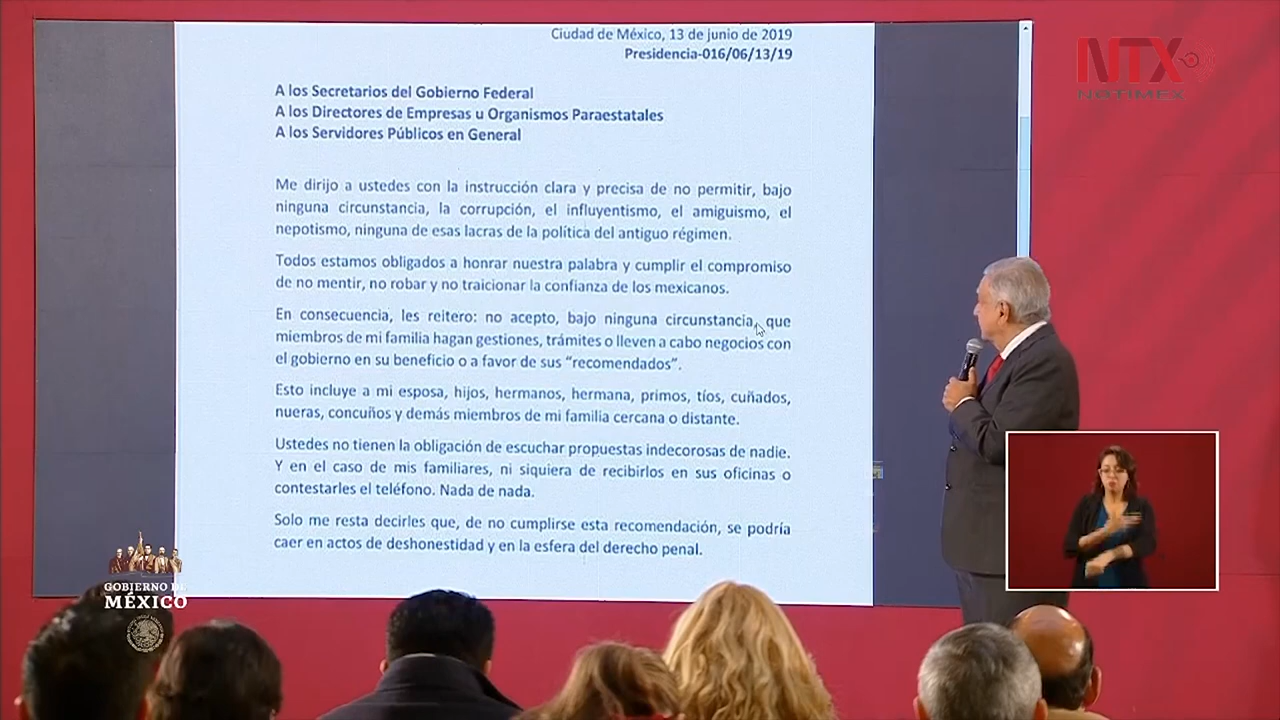 Ciudad de México, 13 de junio de 2019
Presidencia-016/06/13/19
NTX
NOTIMEX
A los Secretarios del Gobierno Federal
A los Directores de Empresas u Organismos Paraestatales
A los Servidores Públicos en General
Me dirijo a ustedes con la instrucción clara y precisa de no permitir, bajo
ninguna circunstancia, la corrupción, el influyentismo, el amiguismo, el
nepotismo, ninguna de esas lacras de la política del antiguo régimen.
Todos estamos obligados a honrar nuestra palabra y cumplir el compromiso
de no mentir, no robar y no traicionar la confianza de los mexicanos.
En consecuencia, les reitero: no acepto, bajo ninguna circunstancia, que
miembros de mi familia hagan gestiones, trámites o lleven a cabo negocios con
el gobierno en su beneficio o a favor de sus “recomendados”.
Esto incluye a mi esposa, hijos, hermanos, hermana, primos, tíos, cuñados,
nueras, concuños y demás miembros de mi familia cercana o distante.
Ustedes no tienen la obligación de escuchar propuestas indecorosas de nadie.
Y en el caso de mis familiares, ni siquiera de recibirlos en sus oficinas o
contestarles el teléfono. Nada de nada.
Solo me resta decirles que, de no cumplirse esta recomendación, se podría
caer en actos de deshonestidad y en la esfera del derecho penal.
GOBIERNO DE
MÉXICO